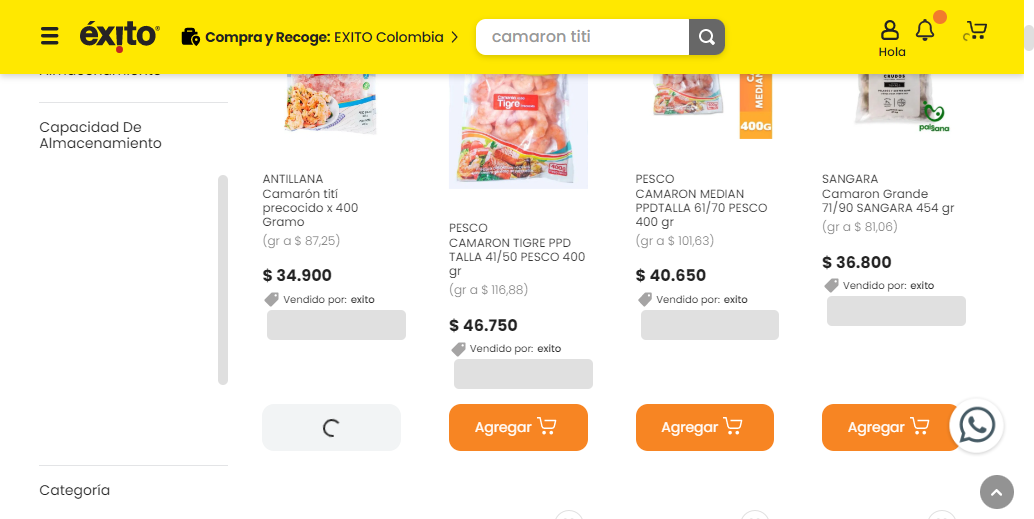 éxito
Compra y Recoge: EXITO Colombia
camaron titi
Hola
Almacenamiento
Capacidad De
Almacenamiento
Categoría
Tigre
MEDIAN
400G
CRUDOS
paissana
ANTILLANA
Camarón tití
precocido x 400
Gramo
(gr a $ 87,25)
$ 34.900
Vendido por: exito
PESCO
CAMARON TIGRE PPD
TALLA 41/50 PESCO 400
gr
(gr a $ 116,88)
$ 46.750
Vendido por: exito
Agregar
PESCO
CAMARON MEDIAN
PPDTALLA 61/70 PESCO
400 gr
(gr a $ 101,63)
$ 40.650
Vendido por: exito
Agregar
SANGARA
Camaron Grande
71/90 SANGARA 454 gr
(gr a $ 81,06)
$ 36.800
Vendido por: exito
Agregar